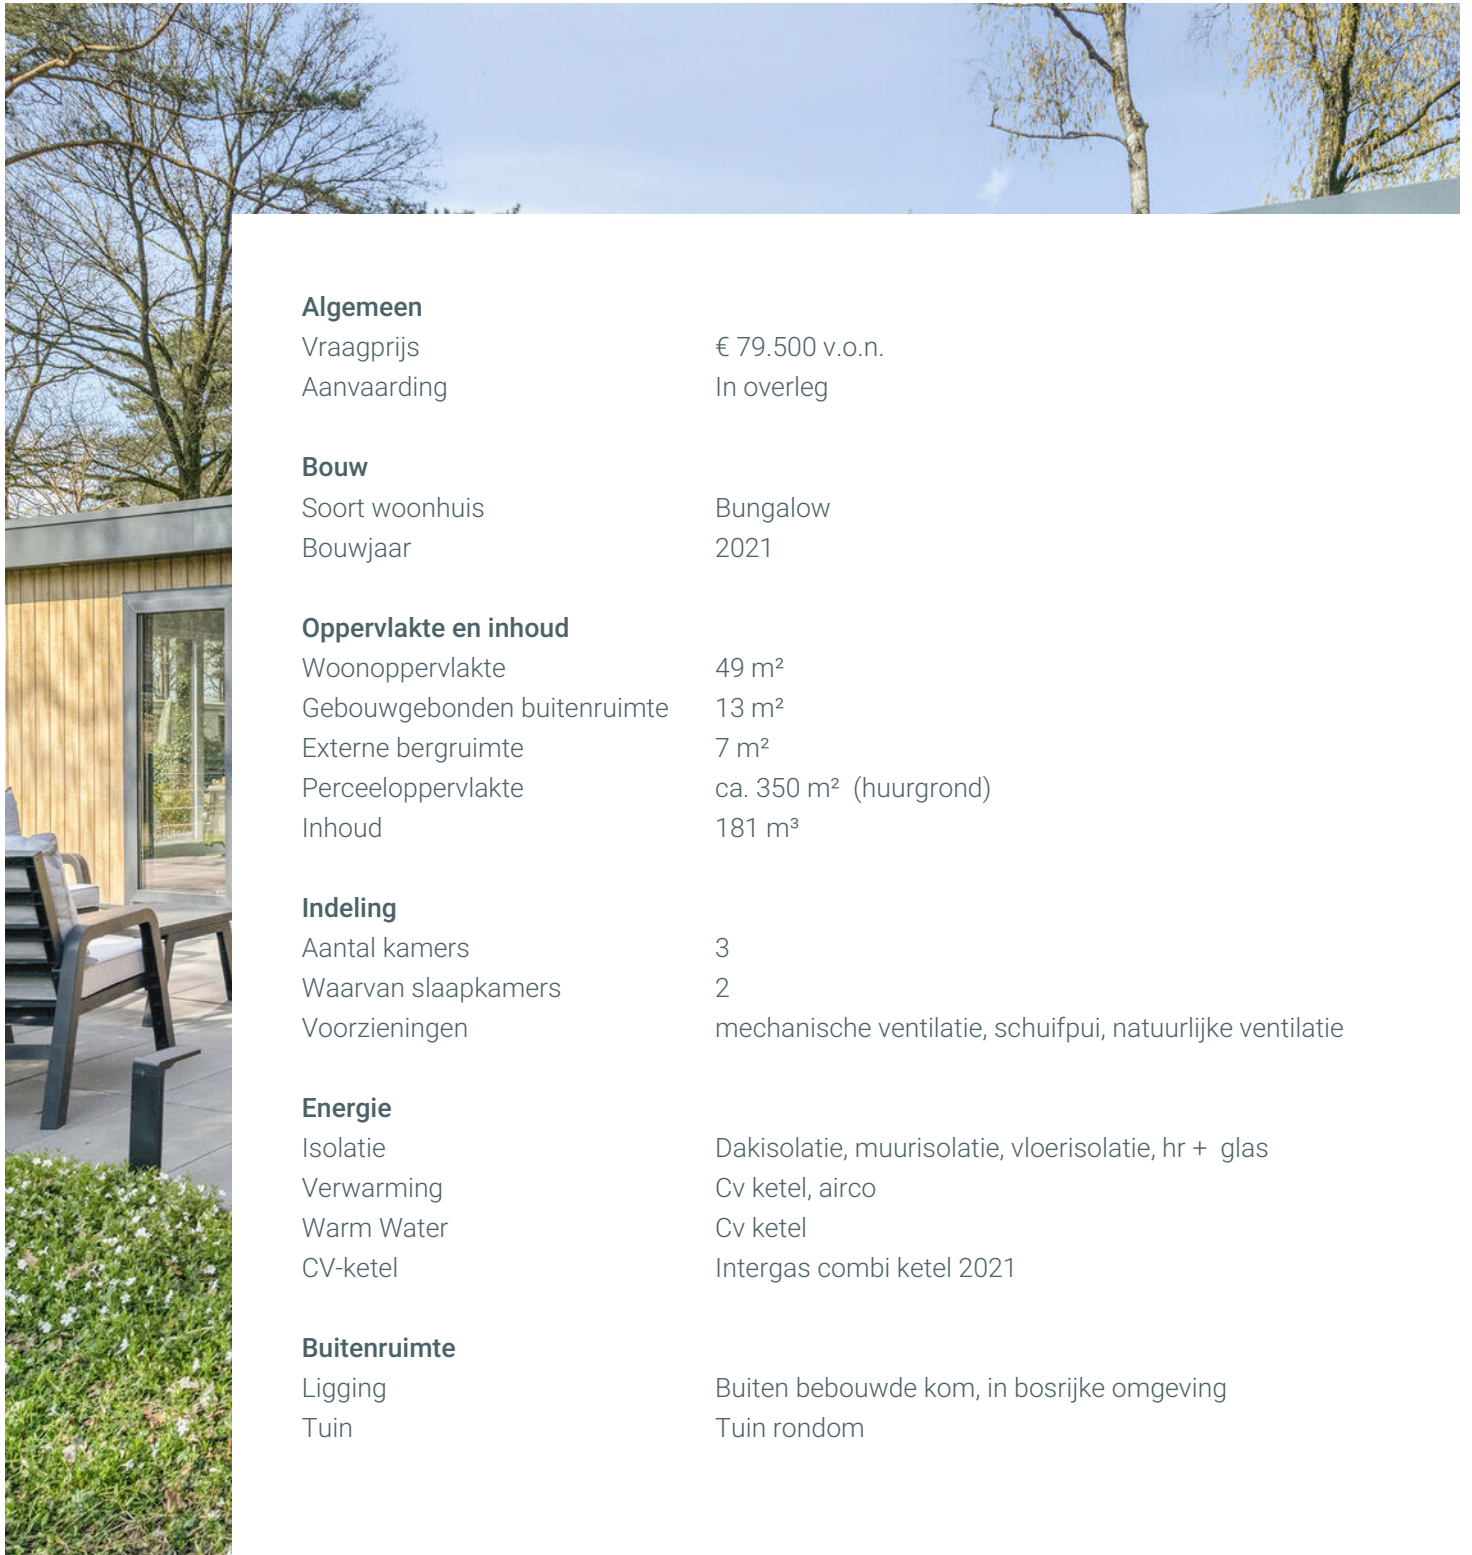 Algemeen
Vraagprijs € 79.500 v.o.n.
Aanvaarding In overleg
Bouw
Soort woonhuis Bungalow
Bouwjaar 2021
Oppervlakte en inhoud
Woonoppervlakte 49 m²
Gebouwgebonden buitenruimte 13 m²
Externe bergruimte 7 m²
Perceeloppervlakte ca. 350 m² (huurgrond)
Inhoud 181 m³
Indeling
Aantal kamers 3
Waarvan slaapkamers 2
Voorzieningen mechanische ventilatie, schuifpui, natuurlijke ventilatie
Energie
Isolatie Dakisolatie, muurisolatie, vloerisolatie, hr + glas
Verwarming Cv ketel, airco
Warm Water Cv ketel
CV-ketel Intergas combi ketel 2021
Buitenruimte
Ligging Buiten bebouwde kom, in bosrijke omgeving
Tuin Tuin rondom